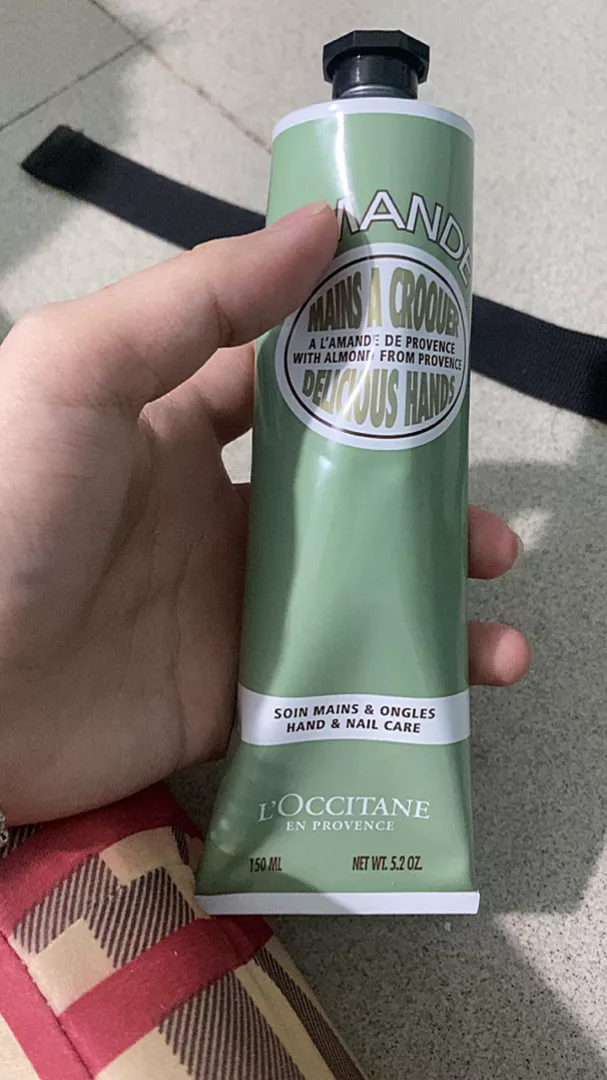 MANDE
MAINS A CROQUER
A L'AMANDE DE PROVENCE
WITH ALMOND FROM PROVENCE
DELICIOUS HANDS
SOIN MAINS & ONGLES
HAND & NAIL CARE
L'OCCITANE
EN PROVENCE
150 ML NET WT. 5.2 OZ.